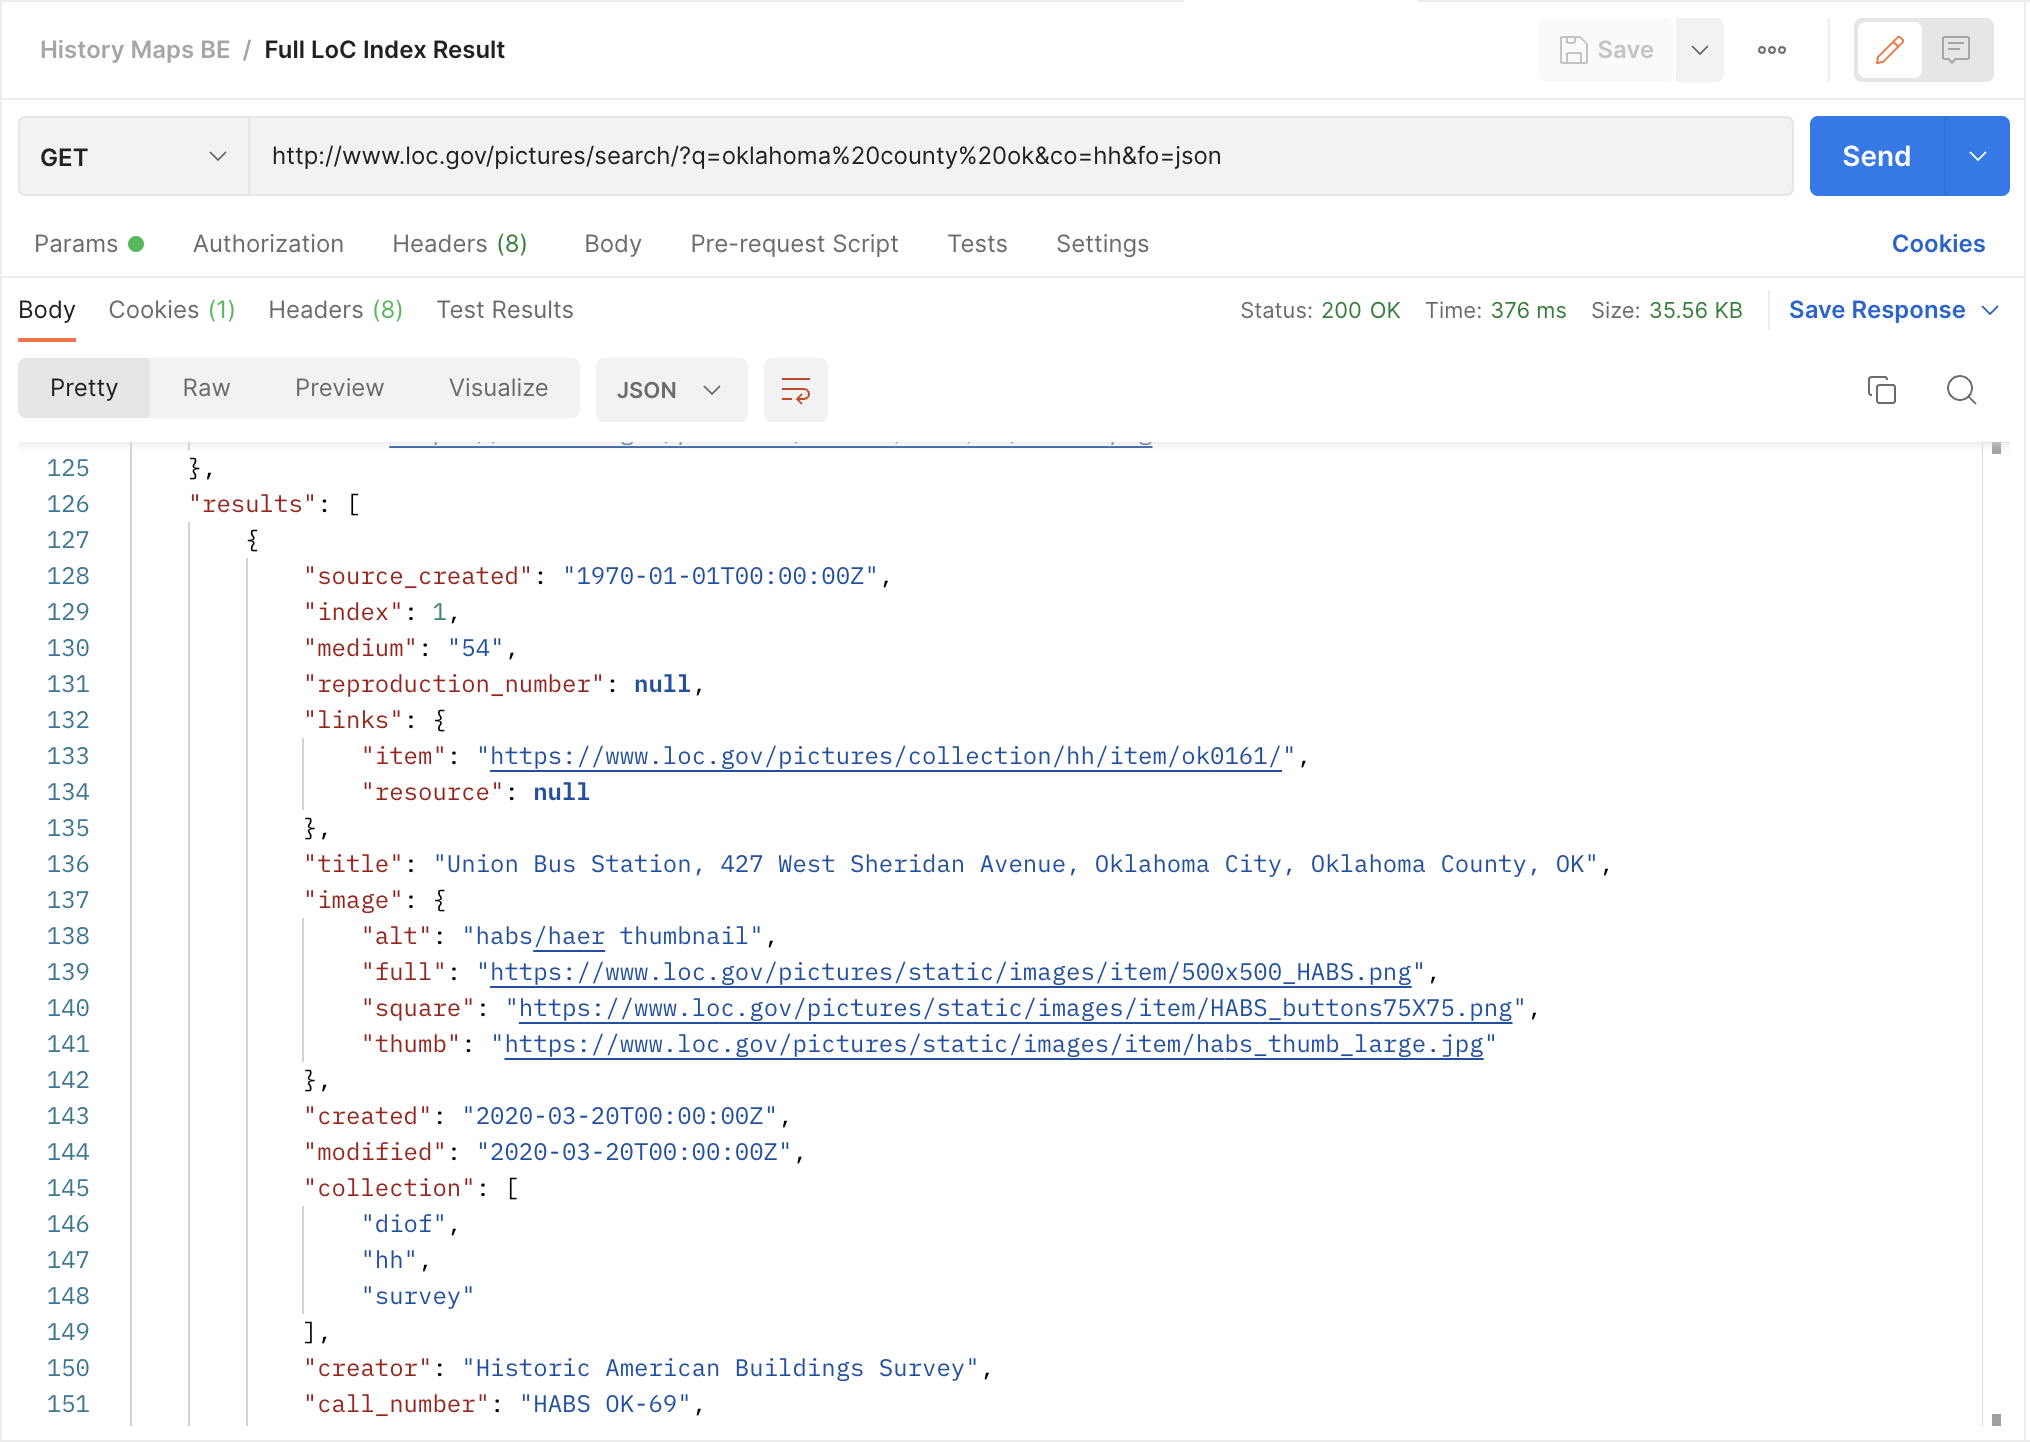 History Maps BE / Full LoC Index Result
Save
GET
http://www.loc.gov/pictures/search/?q=oklahoma%20county%20ok&co=hh&fo=json
Send
Params Authorization Headers (8) Body Pre-request Script Tests Settings Cookies
Body Cookies (1) Headers (8) Test Results Status: 200 OK Time: 376 ms Size: 35.56 KB Save Response
Pretty Raw Preview Visualize JSON
125 },
126 "results": [
127 {
128 "source_created": "1970-01-01T00:00:00Z",
129 "index": 1,
130 "medium": "54",
131 "reproduction_number": null,
132 "links": {
133 "item": "https://www.loc.gov/pictures/collection/hh/item/ok0161/",
134 "resource": null
135 },
136 "title": "Union Bus Station, 427 West Sheridan Avenue, Oklahoma City, Oklahoma County, OK",
137 "image": {
138 "alt": "habs/haer thumbnail",
139 "full": "https://www.loc.gov/pictures/static/images/item/500x500_HABS.png",
140 "square": "https://www.loc.gov/pictures/static/images/item/HABS_buttons75X75.png",
141 "thumb": "https://www.loc.gov/pictures/static/images/item/habs_thumb_large.jpg"
142 },
143 "created": "2020-03-20T00:00:00Z",
144 "modified": "2020-03-20T00:00:00Z",
145 "collection": [
146 "diof",
147 "hh",
148 "survey"
149 ],
150 "creator": "Historic American Buildings Survey",
151 "call_number": "HABS OK-69",